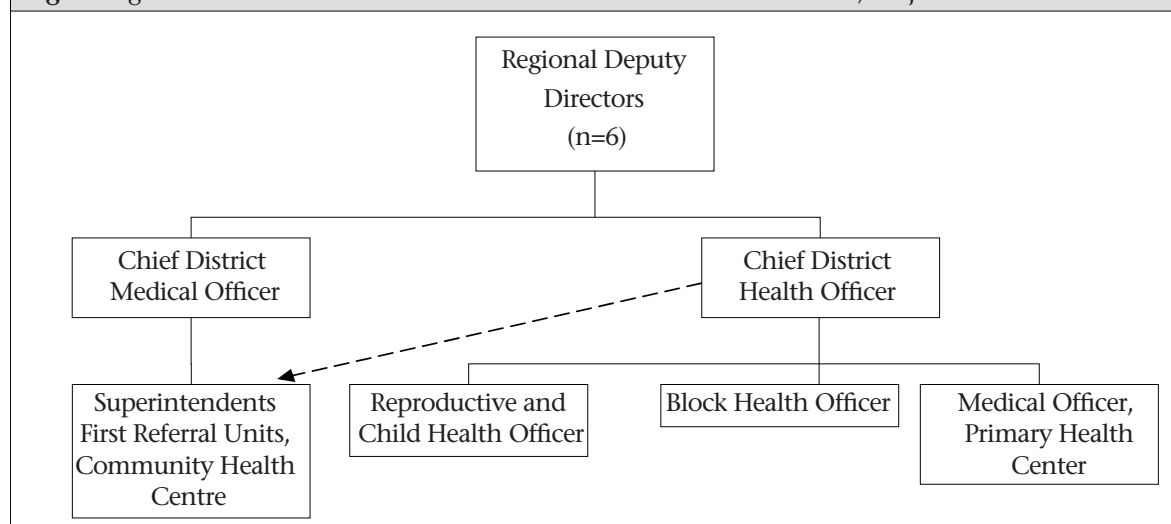 Regional Deputy
Directors
(n=6)
Chief District
Medical Officer
Chief District
Health Officer
Superintendents
First Referral Units,
Community Health
Centre
Reproductive and
Child Health Officer
Block Health Officer
Medical Officer,
Primary Health
Center